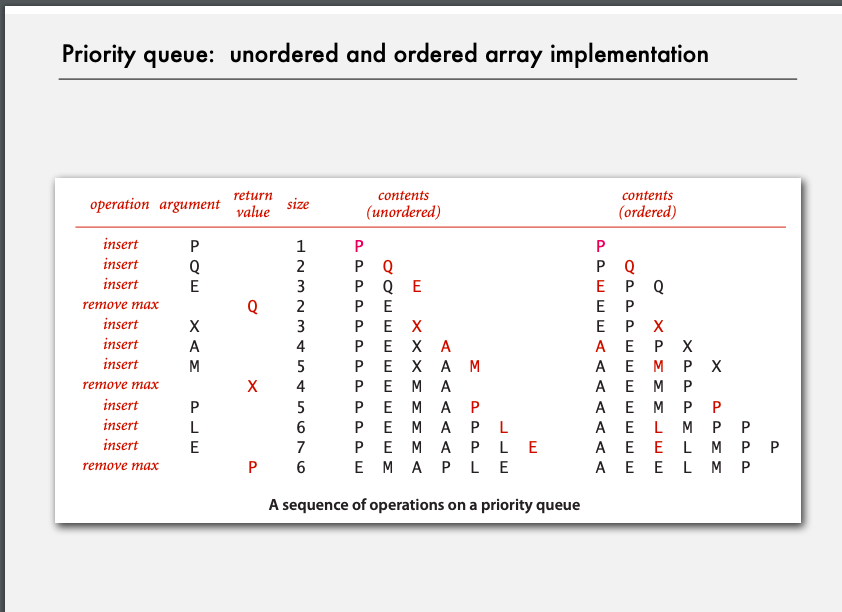 Priority queue: unordered and ordered array implementation
operation argument return value size contents (unordered) contents (ordered)
insert P 1 P P
insert Q 2 P Q P Q
insert E 3 P Q E E P Q
remove max Q 2 P E E P
insert X 3 P E X E P X
insert A 4 P E X A A E P X
insert M 5 P E X A M A E M P X
remove max X 4 P E M A A E M P
insert P 5 P E M A P A E M P P
insert L 6 P E M A P L A E L M P P
insert E 7 P E M A P L E A E E L M P P
remove max P 6 E M A P L E A E E L M P
A sequence of operations on a priority queue